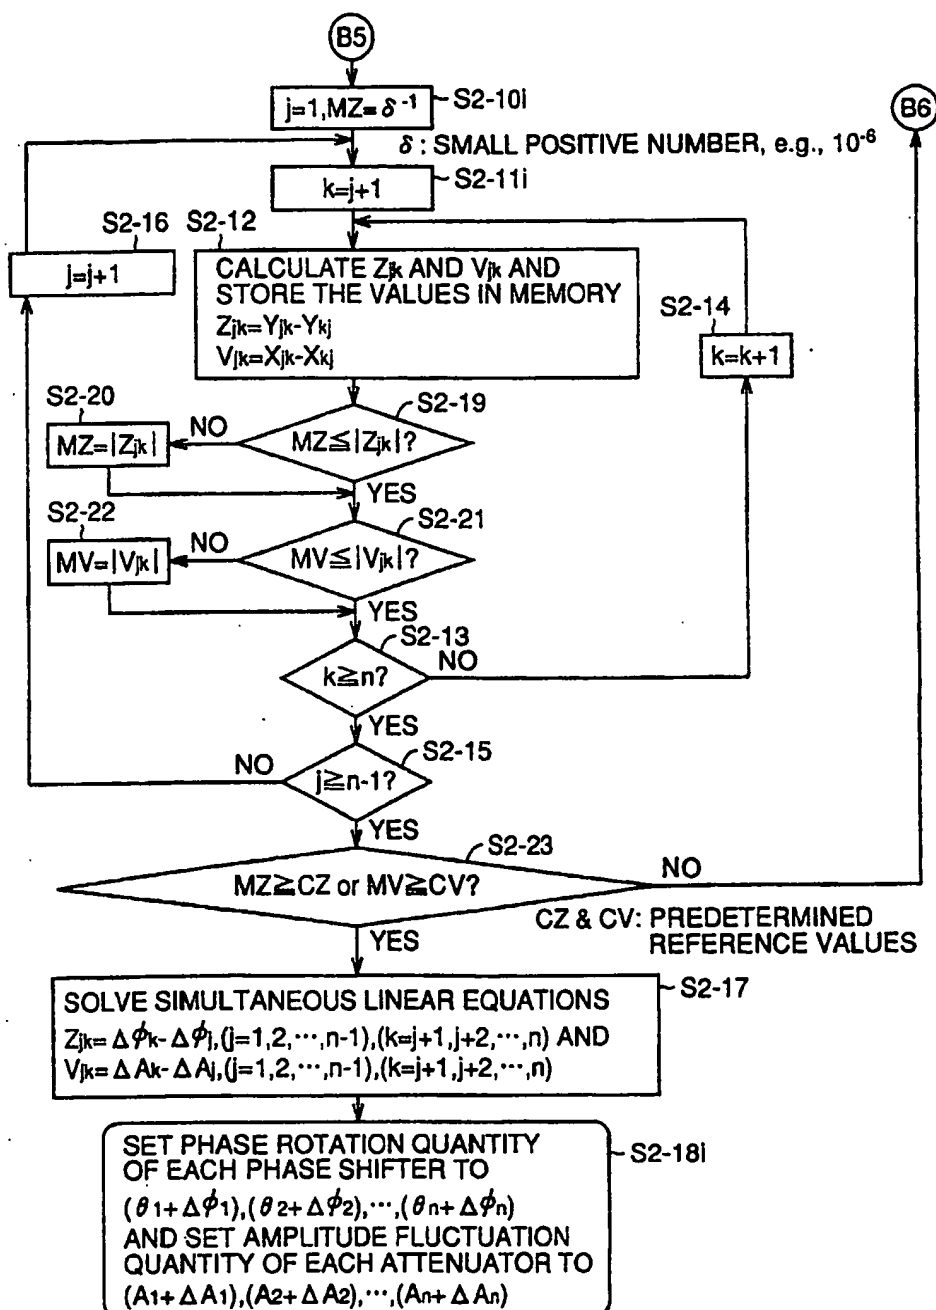 B5
j=1,MZ=δ⁻¹
S2-10i
B6
δ : SMALL POSITIVE NUMBER, e.g., 10⁻⁶
k=j+1
S2-11i
S2-16
j=j+1
S2-12
CALCULATE Zjk AND Vjk AND
STORE THE VALUES IN MEMORY
Zjk=Yjk-Ykj
Vjk=Xjk-Xkj
S2-14
k=k+1
S2-20
MZ=|Zjk|
NO
MZ≦|Zjk|?
S2-19
YES
S2-22
MV=|Vjk|
NO
MV≦|Vjk|?
S2-21
YES
S2-13
k≧n?
NO
YES
S2-15
NO
j≧n-1?
YES
S2-23
MZ≧CZ or MV≧CV?
NO
YES
CZ & CV: PREDETERMINED
REFERENCE VALUES
S2-17
SOLVE SIMULTANEOUS LINEAR EQUATIONS
Zjk=Δϕk-Δϕj,(j=1,2,⋯,n-1),(k=j+1,j+2,⋯,n) AND
Vjk=ΔAk-ΔAj,(j=1,2,⋯,n-1),(k=j+1,j+2,⋯,n)
SET PHASE ROTATION QUANTITY
OF EACH PHASE SHIFTER TO
S2-18i
(θ1+Δϕ1),(θ2+Δϕ2),⋯,(θn+Δϕn)
AND SET AMPLITUDE FLUCTUATION
QUANTITY OF EACH ATTENUATOR TO
(A1+ΔA1),(A2+ΔA2),⋯,(An+ΔAn)